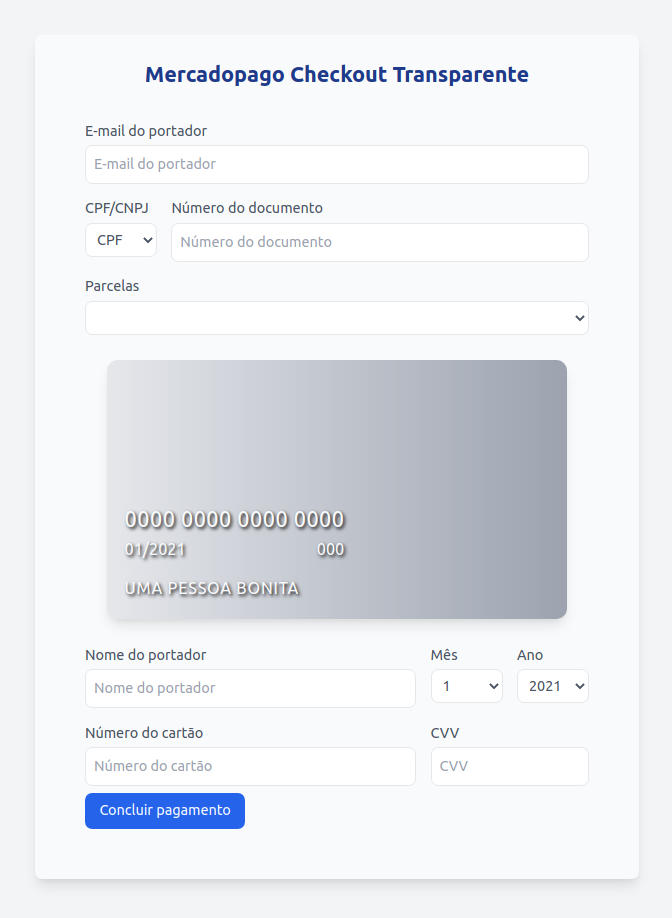 Mercadopago Checkout Transparente
E-mail do portador
E-mail do portador
CPF/CNPJ Número do documento
CPF Número do documento
Parcelas
0000 0000 0000 0000
01/2021 000
UMA PESSOA BONITA
Nome do portador Mês Ano
Nome do portador 1 2021
Número do cartão CVV
Número do cartão CVV
Concluir pagamento